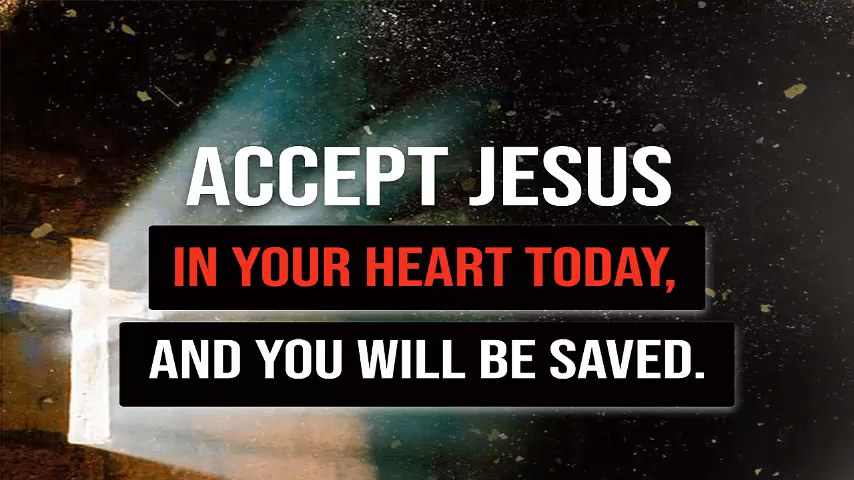 ACCEPT JESUS
IN YOUR HEART TODAY,
AND YOU WILL BE SAVED.